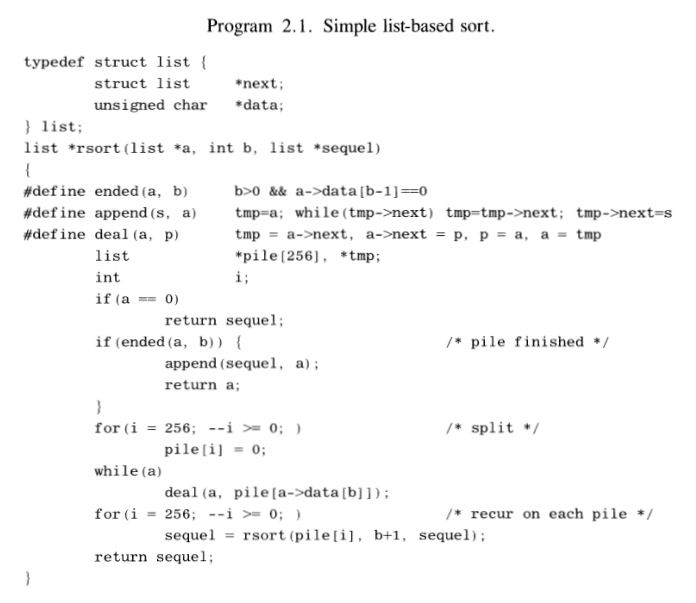 Program 2.1. Simple list-based sort.
typedef struct list {
struct list *next;
unsigned char *data;
} list;
list *rsort(list *a, int b, list *sequel)
{
#define ended(a, b) b>0 && a->data[b-1]==0
#define append(s, a) tmp=a; while(tmp->next) tmp=tmp->next; tmp->next=s
#define deal(a, p) tmp = a->next, a->next = p, p = a, a = tmp
list *pile[256], *tmp;
int i;
if(a == 0)
return sequel;
if(ended(a, b)) { /* pile finished */
append(sequel, a);
return a;
}
for(i = 256; --i >= 0; ) /* split */
pile[i] = 0;
while(a)
deal(a, pile[a->data[b]]);
for(i = 256; --i >= 0; ) /* recur on each pile */
sequel = rsort(pile[i], b+1, sequel);
return sequel;
}